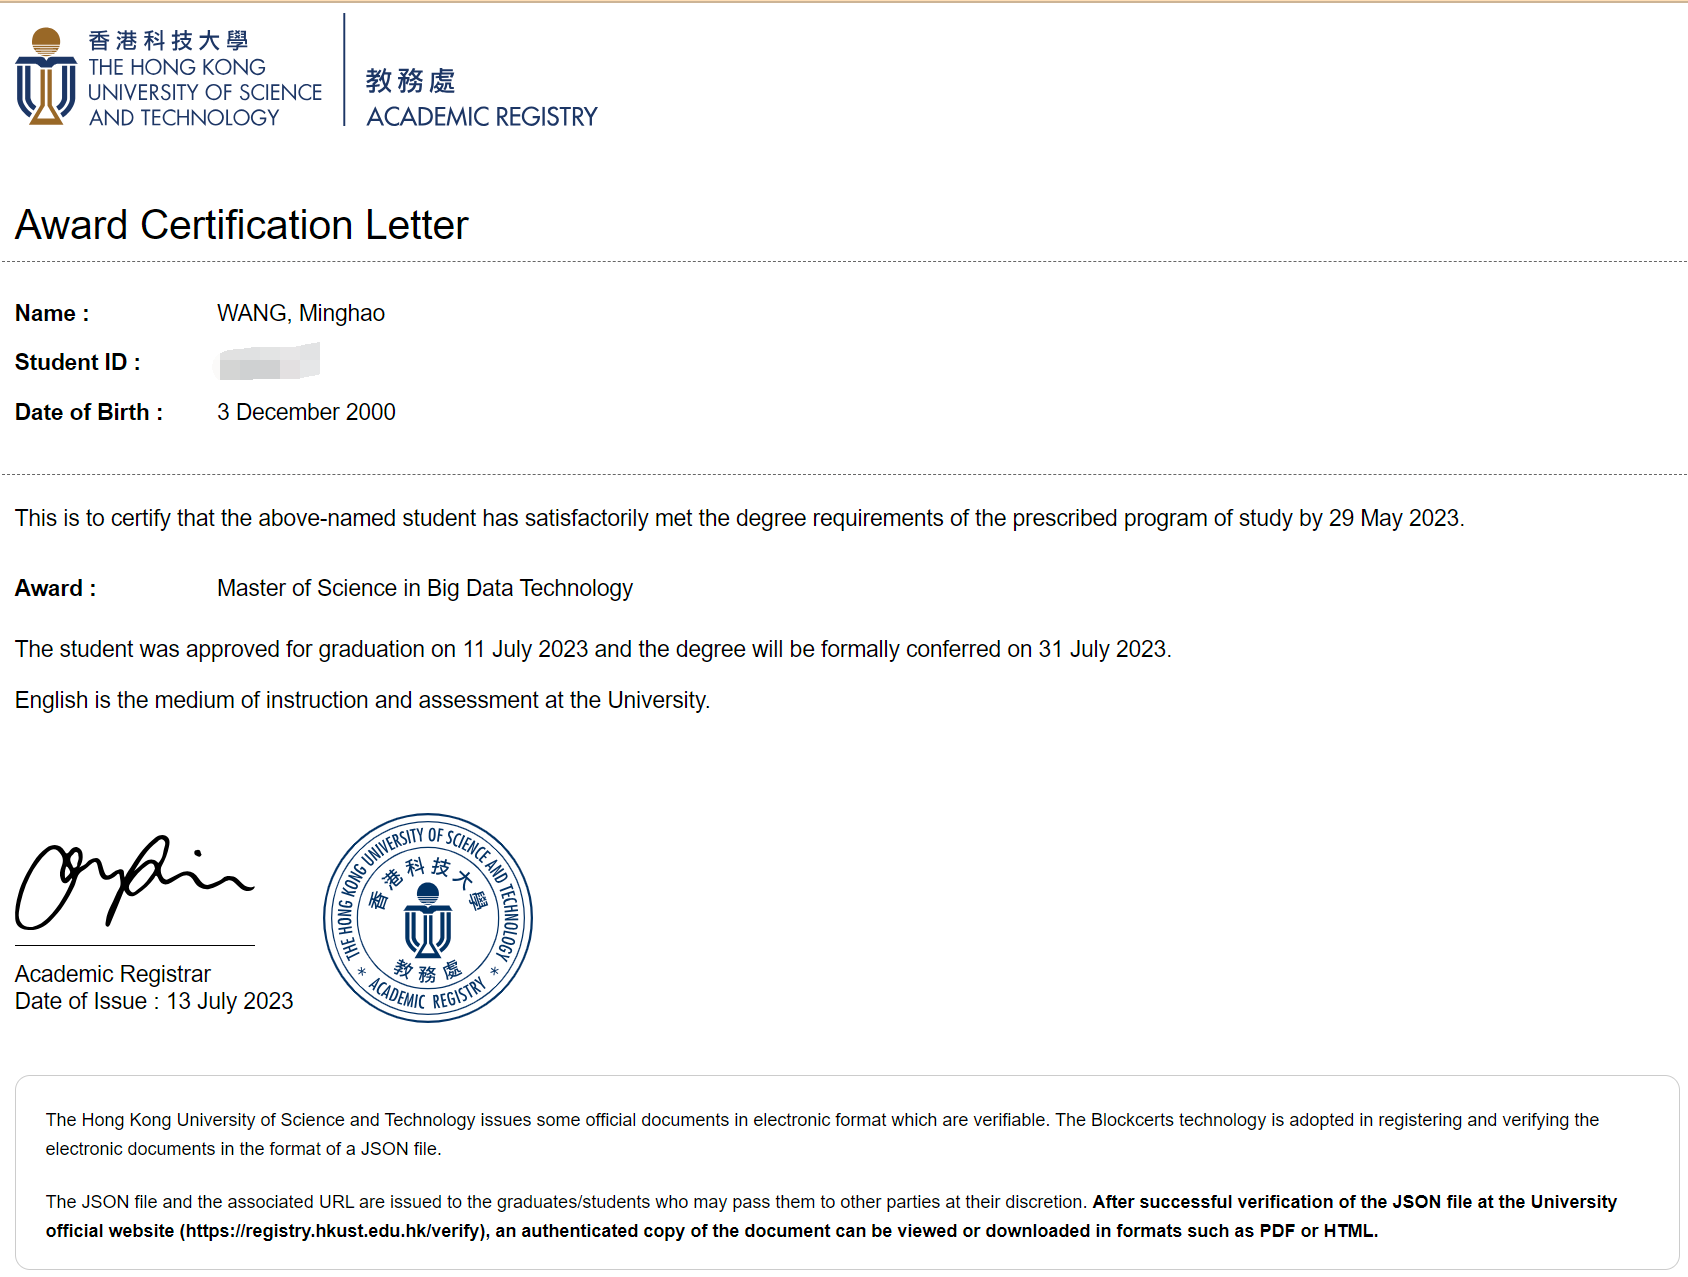 香港科技大學
THE HONG KONG
UNIVERSITY OF SCIENCE
AND TECHNOLOGY
教務處
ACADEMIC REGISTRY
Award Certification Letter
Name : WANG, Minghao
Student ID :
Date of Birth : 3 December 2000
This is to certify that the above-named student has satisfactorily met the degree requirements of the prescribed program of study by 29 May 2023.
Award : Master of Science in Big Data Technology
The student was approved for graduation on 11 July 2023 and the degree will be formally conferred on 31 July 2023.
English is the medium of instruction and assessment at the University.
THE HONG KONG UNIVERSITY OF SCIENCE AND TECHNOLOGY
香港科技大學
教務處
* ACADEMIC REGISTRY *
Academic Registrar
Date of Issue : 13 July 2023
The Hong Kong University of Science and Technology issues some official documents in electronic format which are verifiable. The Blockcerts technology is adopted in registering and verifying the
electronic documents in the format of a JSON file.
The JSON file and the associated URL are issued to the graduates/students who may pass them to other parties at their discretion. After successful verification of the JSON file at the University
official website (https://registry.hkust.edu.hk/verify), an authenticated copy of the document can be viewed or downloaded in formats such as PDF or HTML.